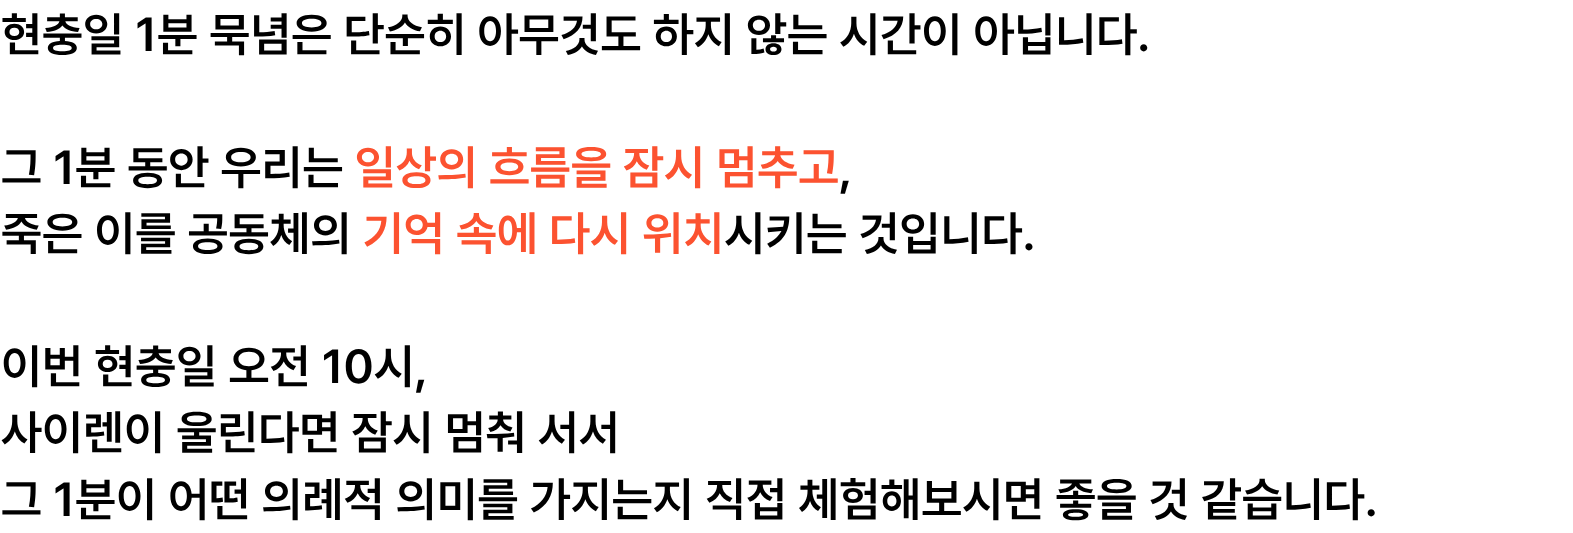 현충일 1분 묵념은 단순히 아무것도 하지 않는 시간이 아닙니다.
그 1분 동안 우리는 일상의 흐름을 잠시 멈추고,
죽은 이를 공동체의 기억 속에 다시 위치시키는 것입니다.
이번 현충일 오전 10시,
사이렌이 울린다면 잠시 멈춰 서서
그 1분이 어떤 의례적 의미를 가지는지 직접 체험해보시면 좋을 것 같습니다.